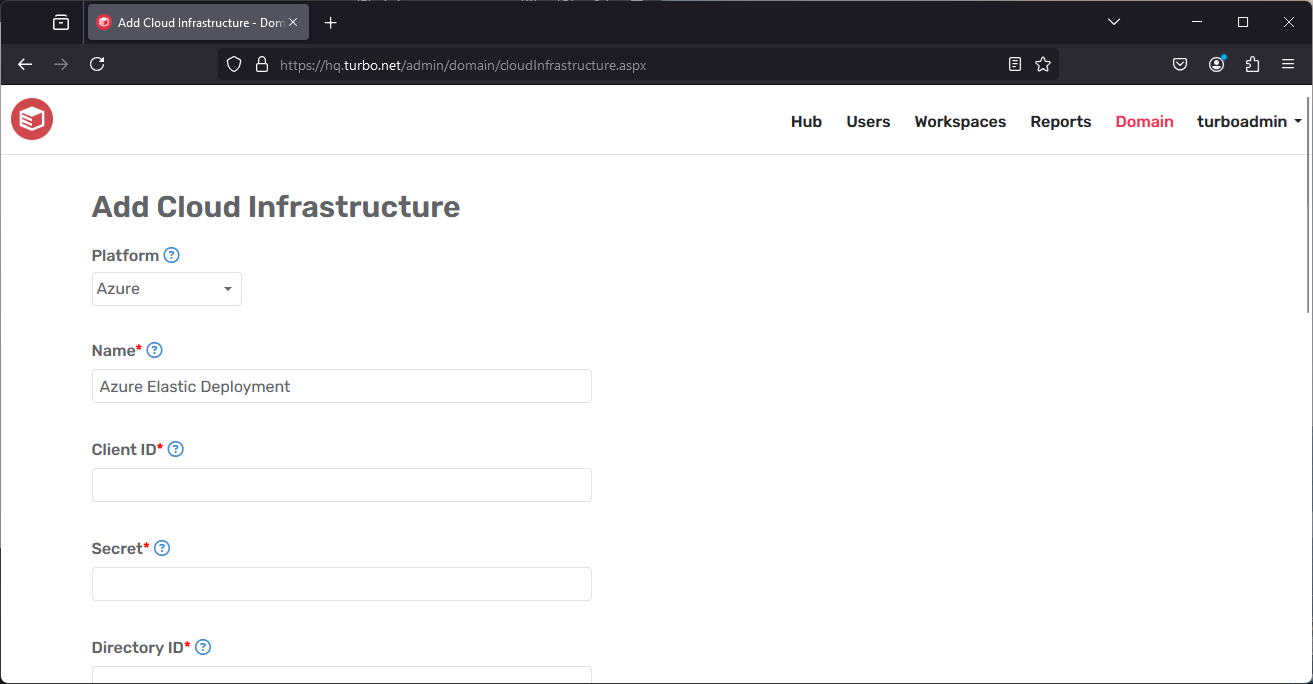 Add Cloud Infrastructure - Dom
https://hq.turbo.net/admin/domain/cloudInfrastructure.aspx
Hub Users Workspaces Reports Domain turboadmin
Add Cloud Infrastructure
Platform ?
Azure
Name* ?
Azure Elastic Deployment
Client ID* ?
Secret* ?
Directory ID* ?